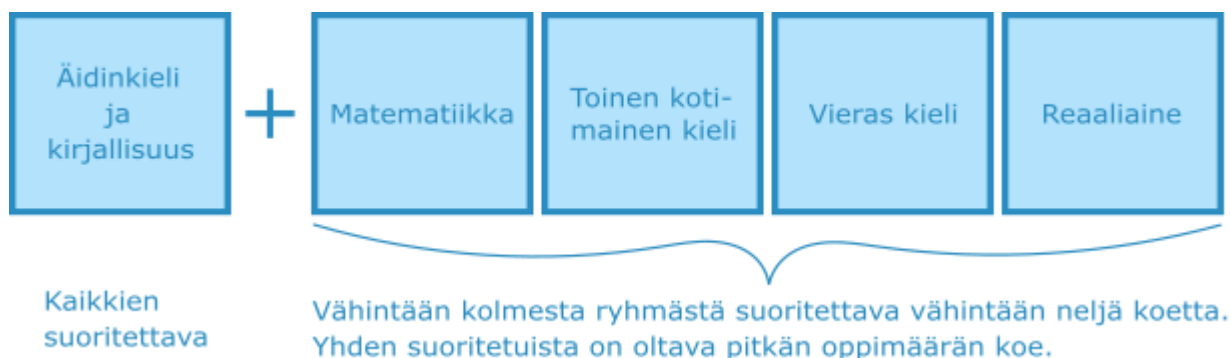 Äidinkieli
ja
kirjallisuus
+
Matematiikka
Toinen koti-
mainen kieli
Vieras kieli
Reaaliaine
Kaikkien
suoritettava
Vähintään kolmesta ryhmästä suoritettava vähintään neljä koetta.
Yhden suoritetuista on oltava pitkän oppimäärän koe.